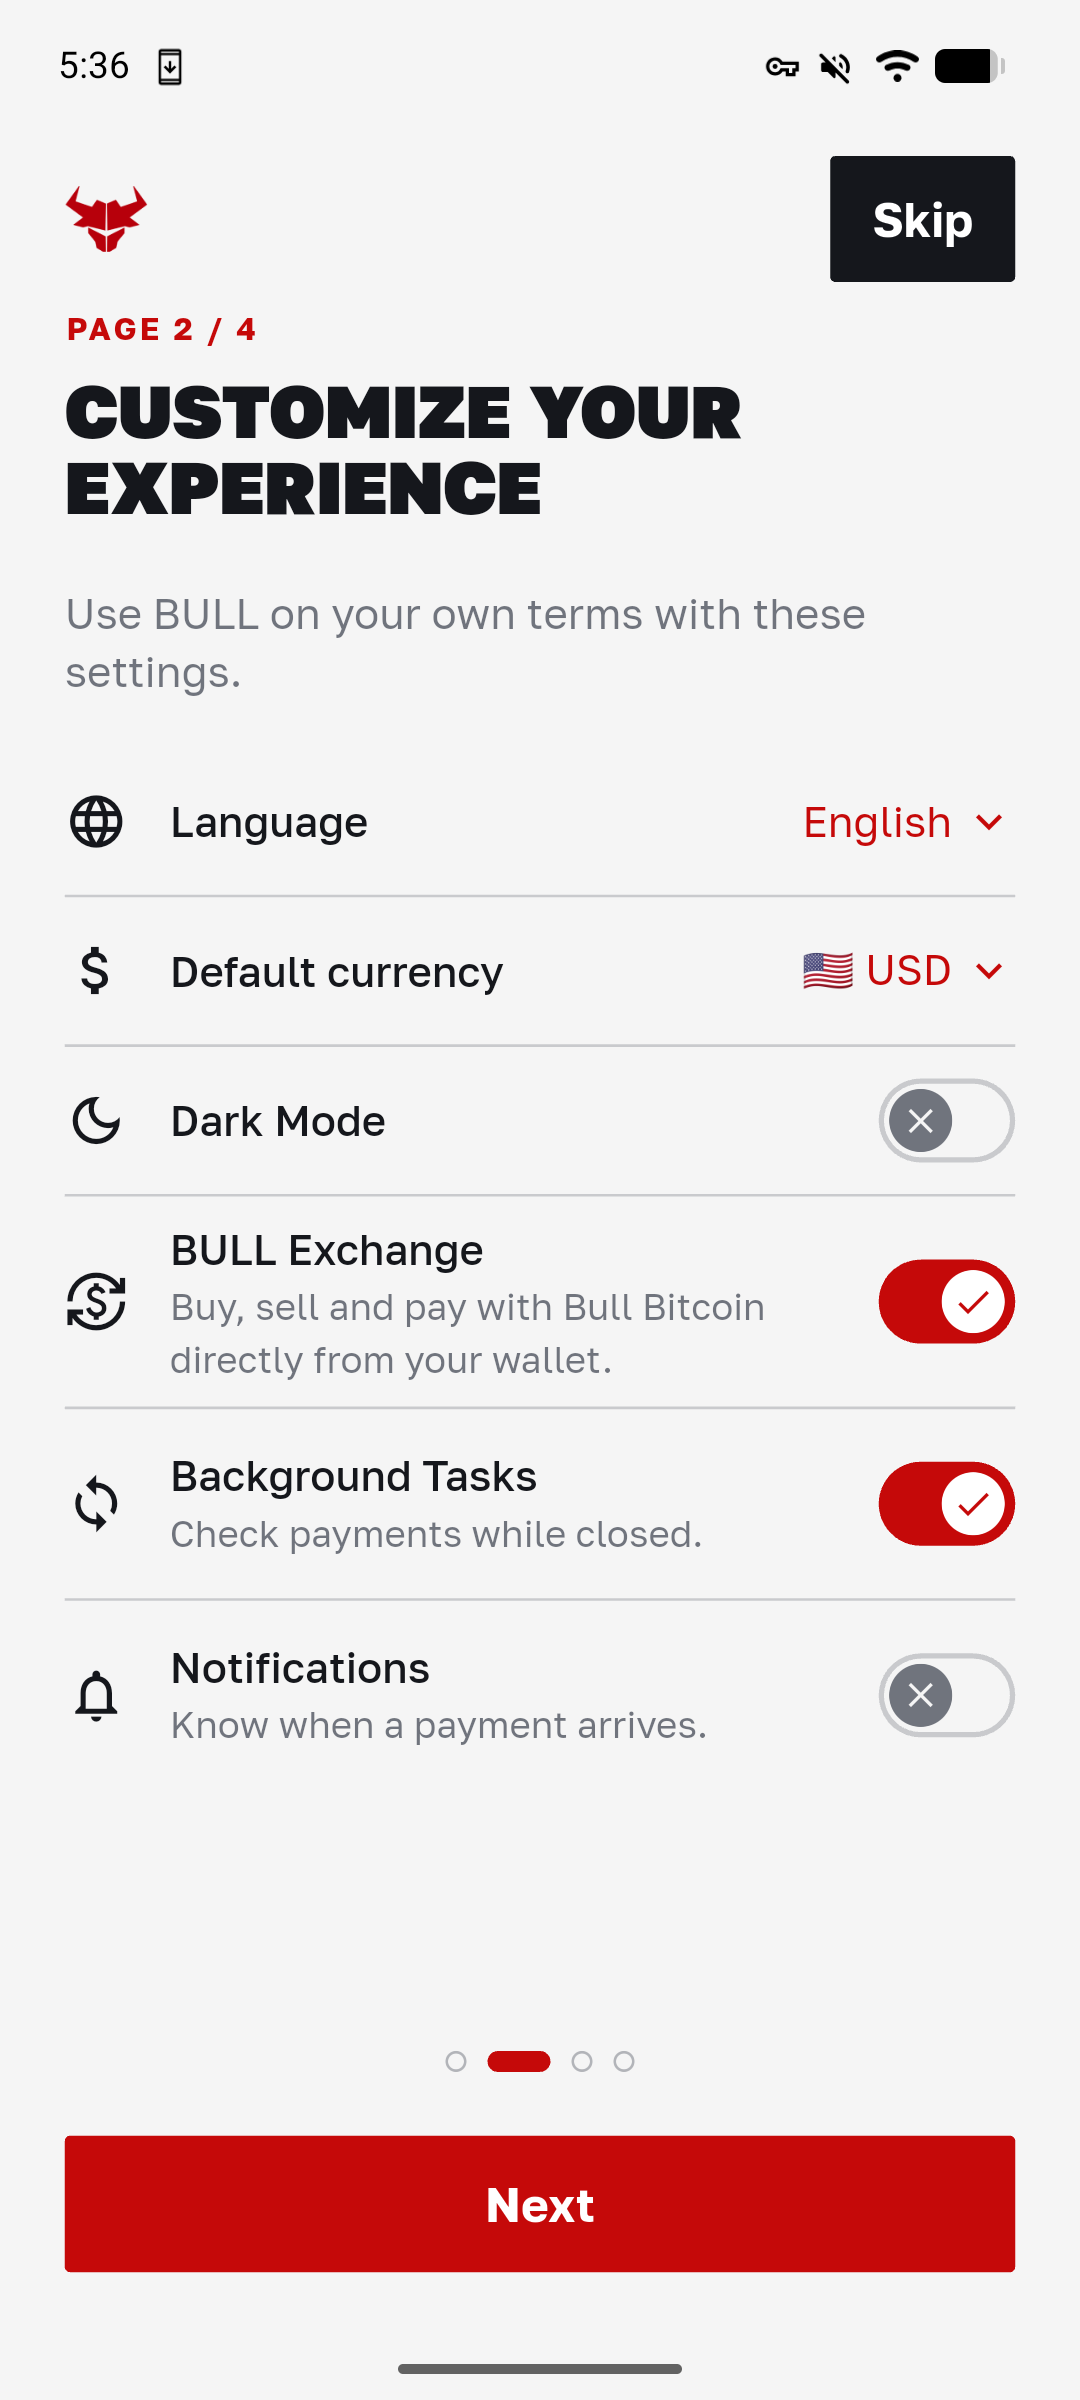 5:36
Skip
PAGE 2 / 4
CUSTOMIZE YOUR
EXPERIENCE
Use BULL on your own terms with these
settings.
Language
English
Default currency
🇺🇸 USD
Dark Mode
BULL Exchange
Buy, sell and pay with Bull Bitcoin
directly from your wallet.
Background Tasks
Check payments while closed.
Notifications
Know when a payment arrives.
Next